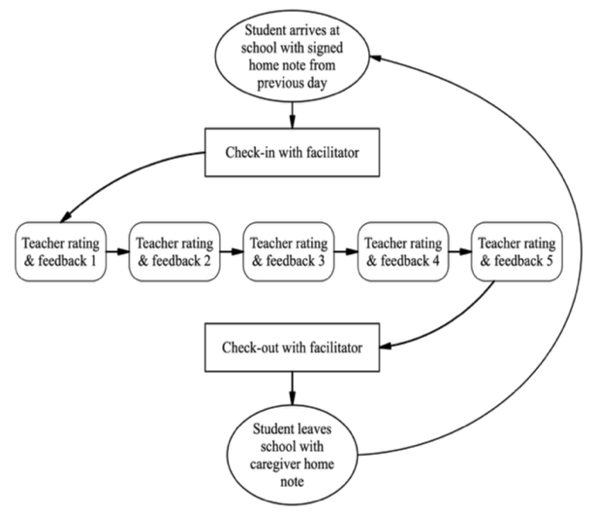 Student arrives at
school with signed
home note from
previous day
Check-in with facilitator
Teacher rating
& feedback 1
Teacher rating
& feedback 2
Teacher rating
& feedback 3
Teacher rating
& feedback 4
Teacher rating
& feedback 5
Check-out with facilitator
Student leaves
school with
caregiver home
note